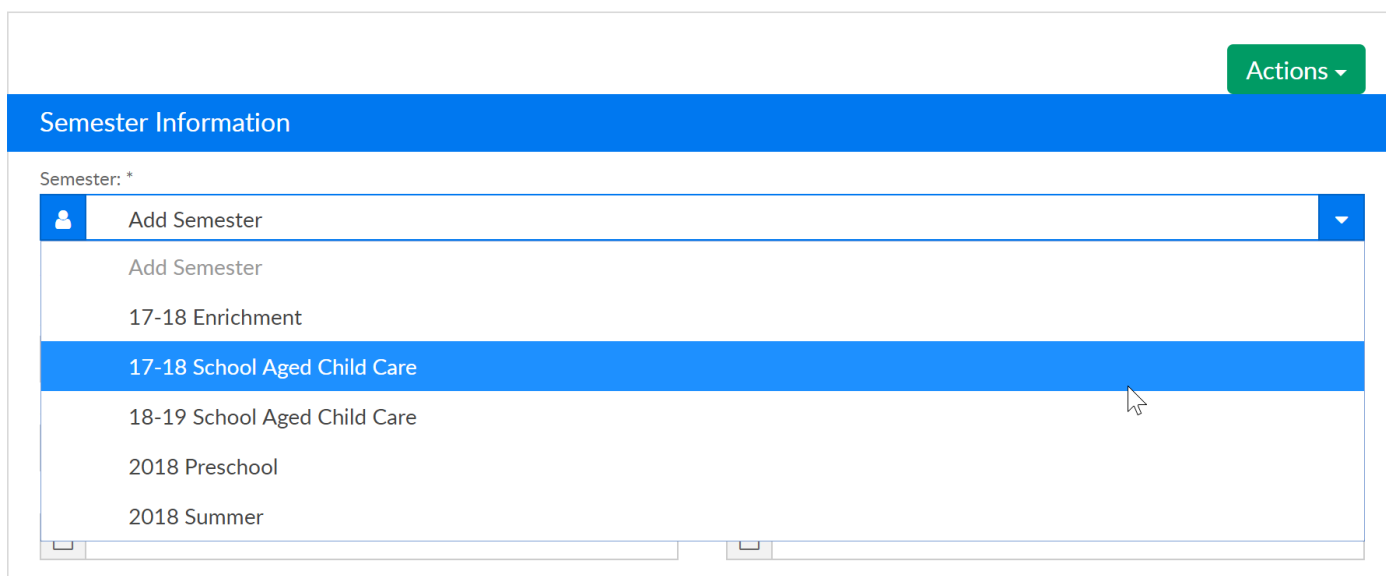 Actions
Semester Information
Semester: *
Add Semester
Add Semester
17-18 Enrichment
17-18 School Aged Child Care
18-19 School Aged Child Care
2018 Preschool
2018 Summer